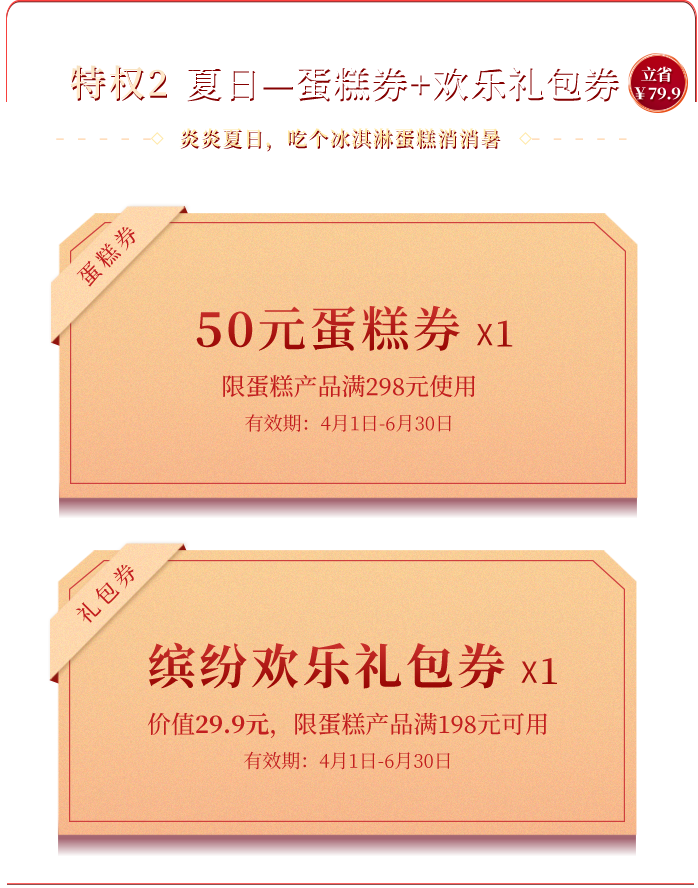 特权2 夏日—蛋糕券+欢乐礼包券
立省
¥79.9
炎炎夏日，吃个冰淇淋蛋糕消消暑
蛋糕券
50元蛋糕券 X1
限蛋糕产品满298元使用
有效期：4月1日-6月30日
礼包券
缤纷欢乐礼包券 X1
价值29.9元，限蛋糕产品满198元可用
有效期：4月1日-6月30日